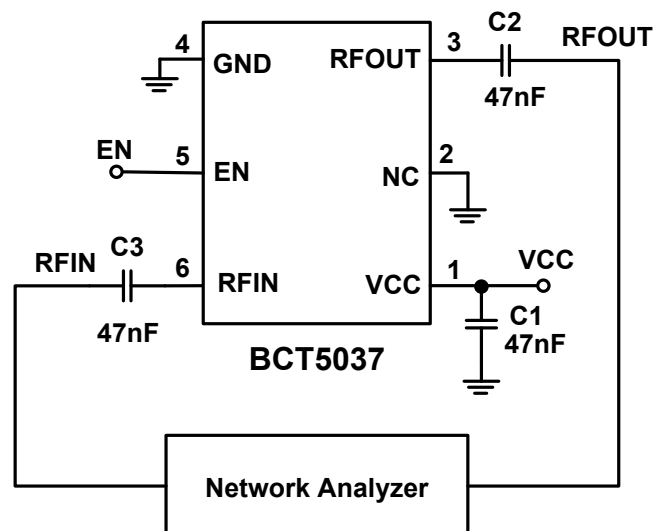 C2
4
GND
RFOUT
3
RFOUT
47nF
EN
5
EN
2
NC
C3
RFIN
6
RFIN
47nF
VCC
1
VCC
C1
47nF
BCT5037
Network Analyzer